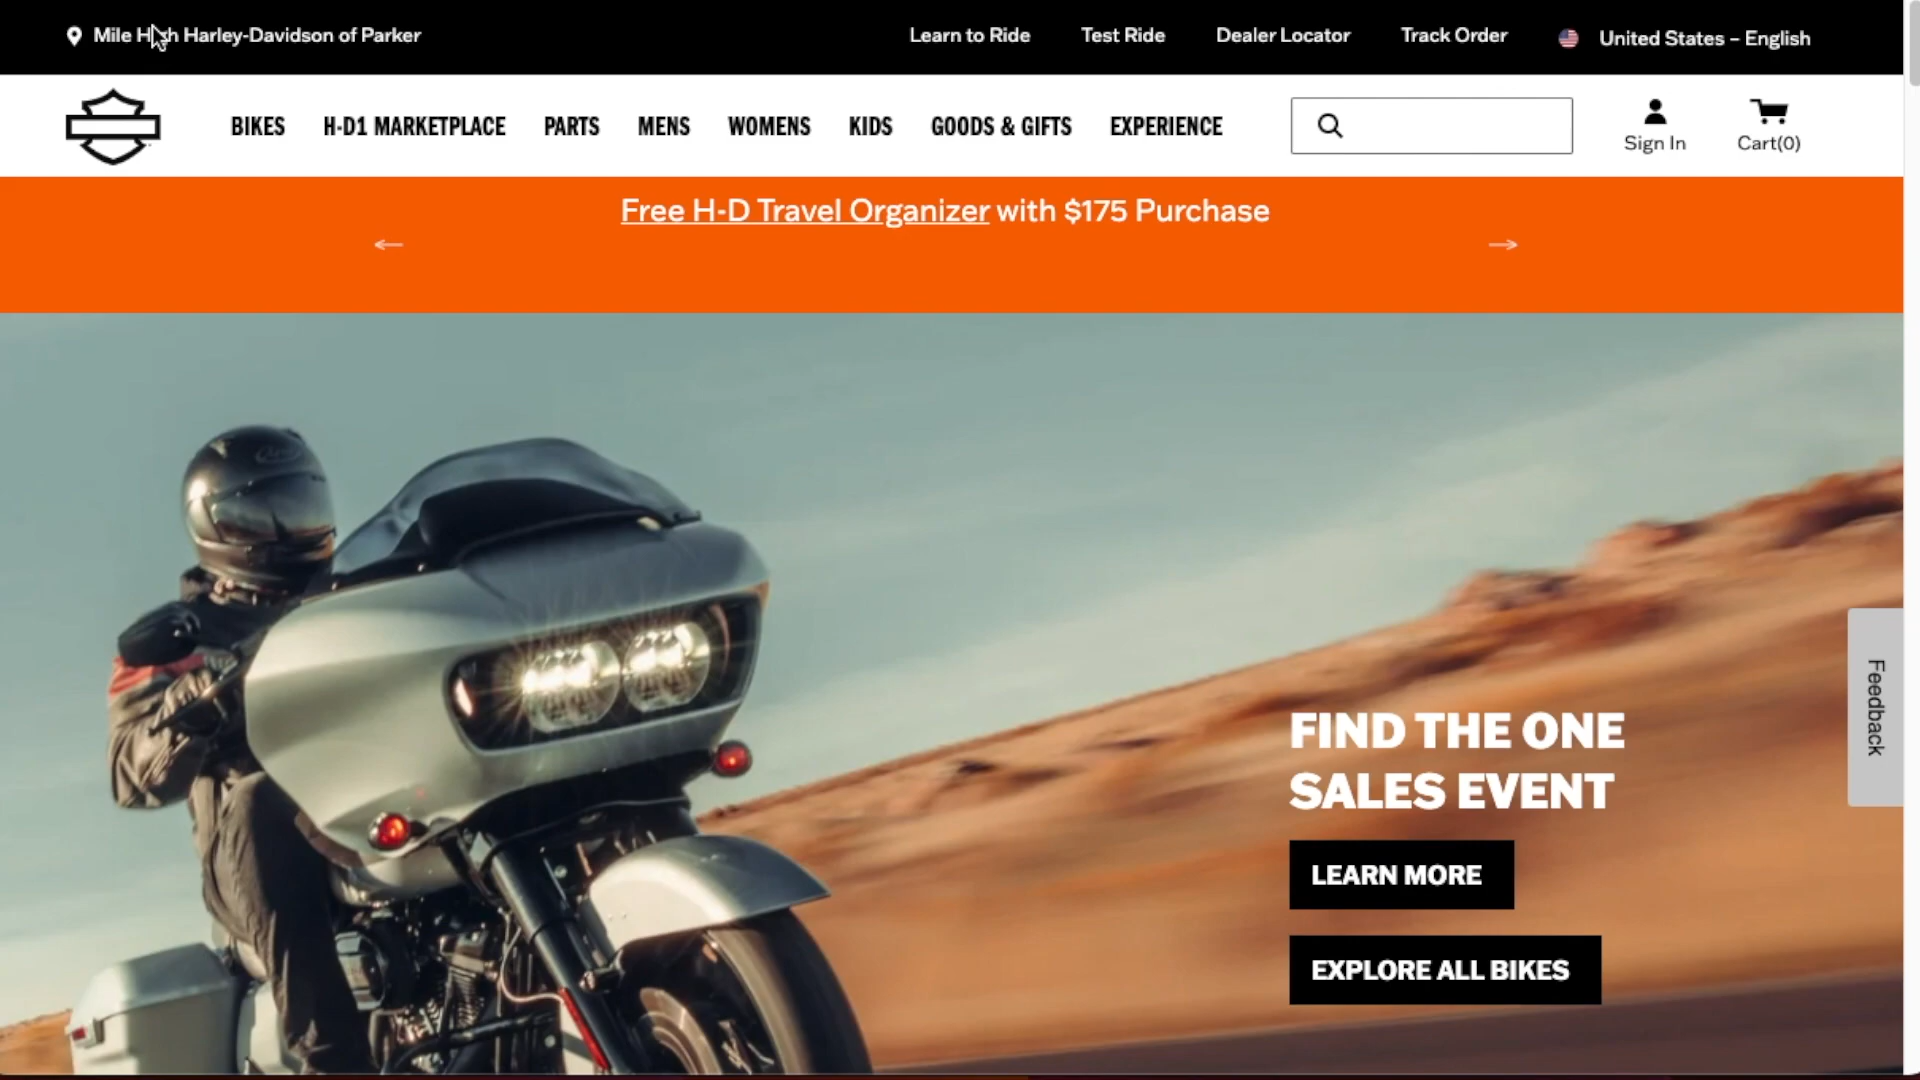 Mile High Harley-Davidson of Parker
Learn to Ride
Test Ride
Dealer Locator
Track Order
United States – English
BIKES
H-D1 MARKETPLACE
PARTS
MENS
WOMENS
KIDS
GOODS & GIFTS
EXPERIENCE
Sign In
Cart(0)
Free H-D Travel Organizer with $175 Purchase
Feedback
FIND THE ONE
SALES EVENT
LEARN MORE
EXPLORE ALL BIKES